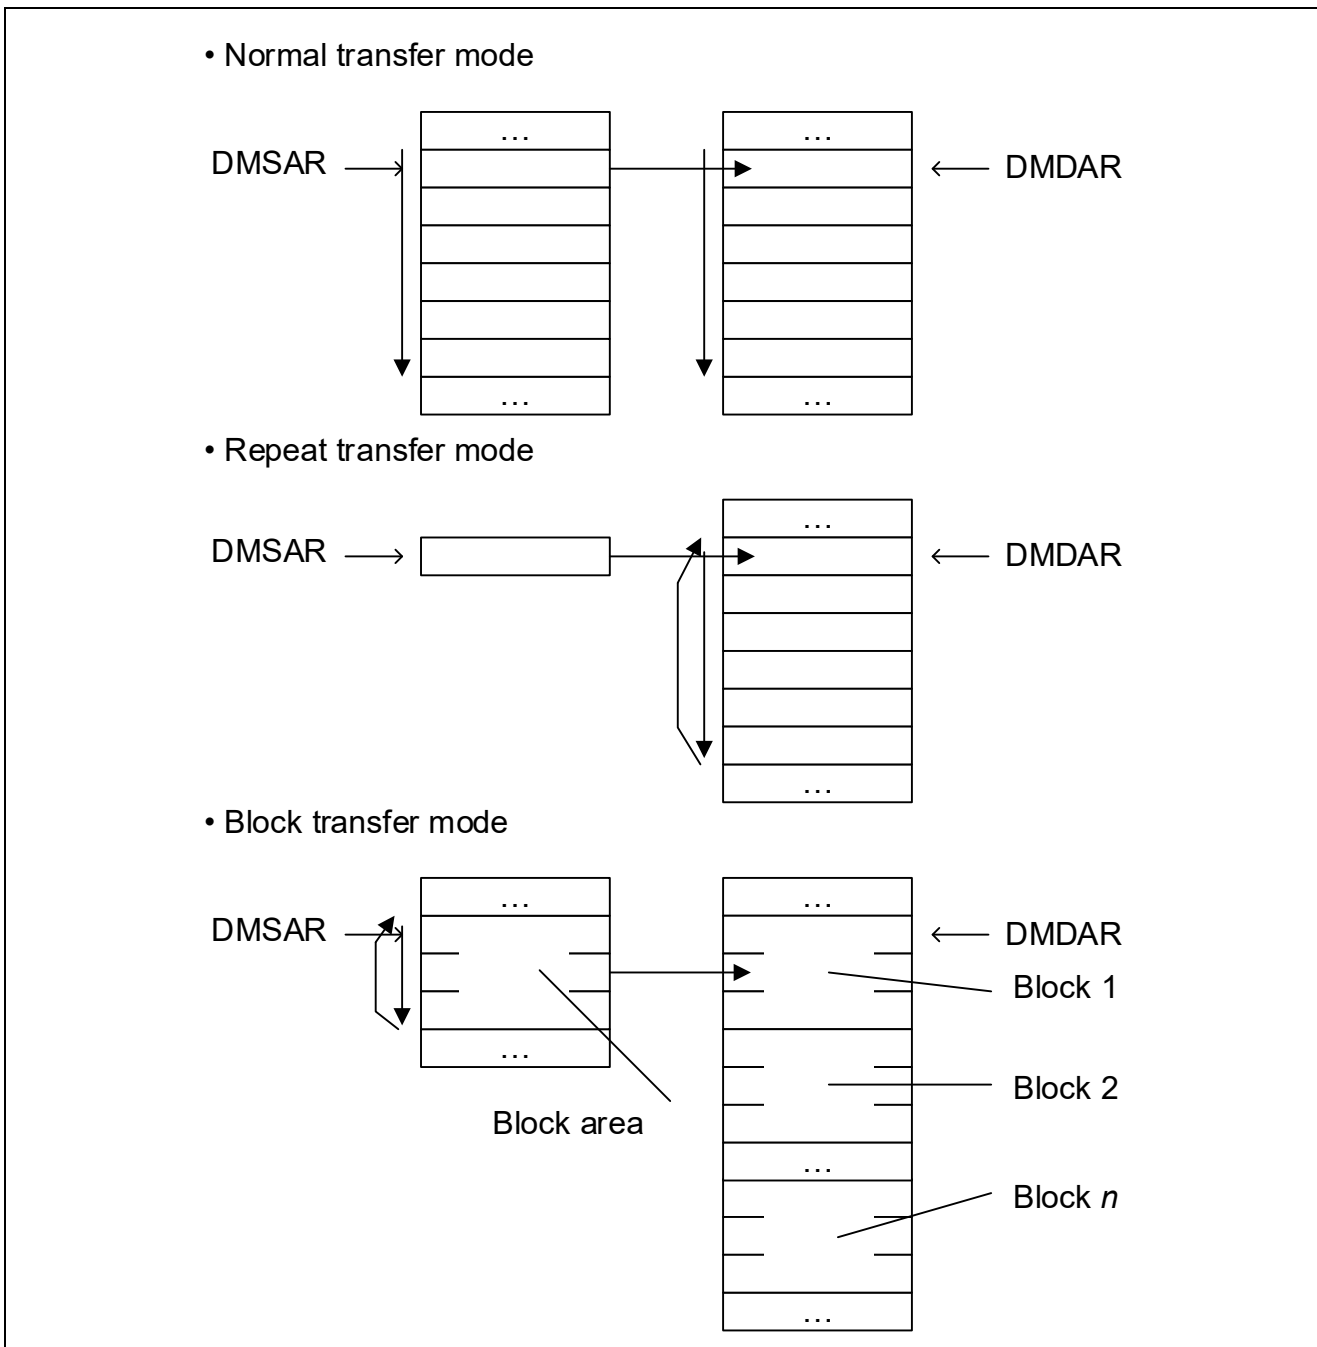 • Normal transfer mode
... ...
DMSAR DMDAR
... ...
• Repeat transfer mode
...
DMSAR DMDAR
...
• Block transfer mode
... ...
DMSAR DMDAR
Block 1
...
Block 2
Block area
...
Block n
...